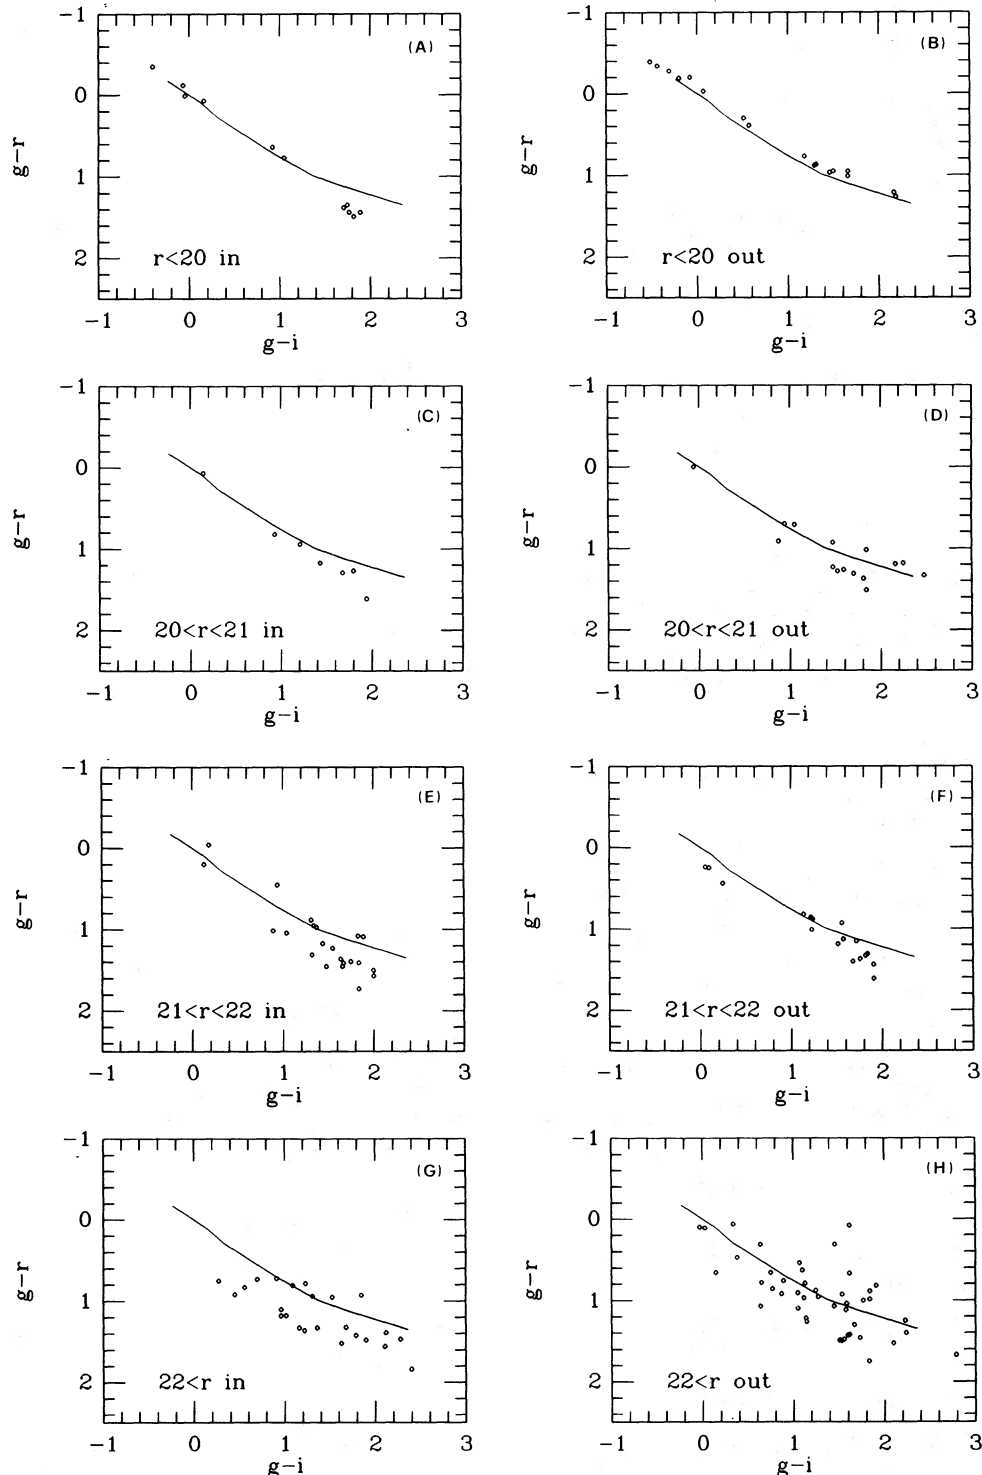 -1 (A) -1 (B)
0 0
g-r g-r
1 1
2 r<20 in 2 r<20 out
-1 0 1 2 3 -1 0 1 2 3
g-i g-i
-1 (C) -1 (D)
0 0
g-r g-r
1 1
2 20<r<21 in 2 20<r<21 out
-1 0 1 2 3 -1 0 1 2 3
g-i g-i
-1 (E) -1 (F)
0 0
g-r g-r
1 1
2 21<r<22 in 2 21<r<22 out
-1 0 1 2 3 -1 0 1 2 3
g-i g-i
-1 (G) -1 (H)
0 0
g-r g-r
1 1
2 22<r in 2 22<r out
-1 0 1 2 3 -1 0 1 2 3
g-i g-i